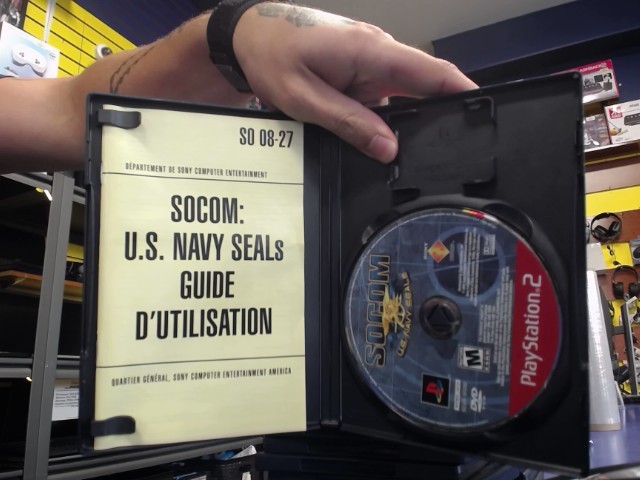 SO 08-27
DÉPARTEMENT DE SONY COMPUTER ENTERTAINMENT
SOCOM:
U.S. NAVY SEALs
GUIDE
D'UTILISATION
QUARTIER GÉNÉRAL, SONY COMPUTER ENTERTAINMENT AMERICA
SOCOM
U.S. NAVY SEALS
PlayStation®2
M
DVD